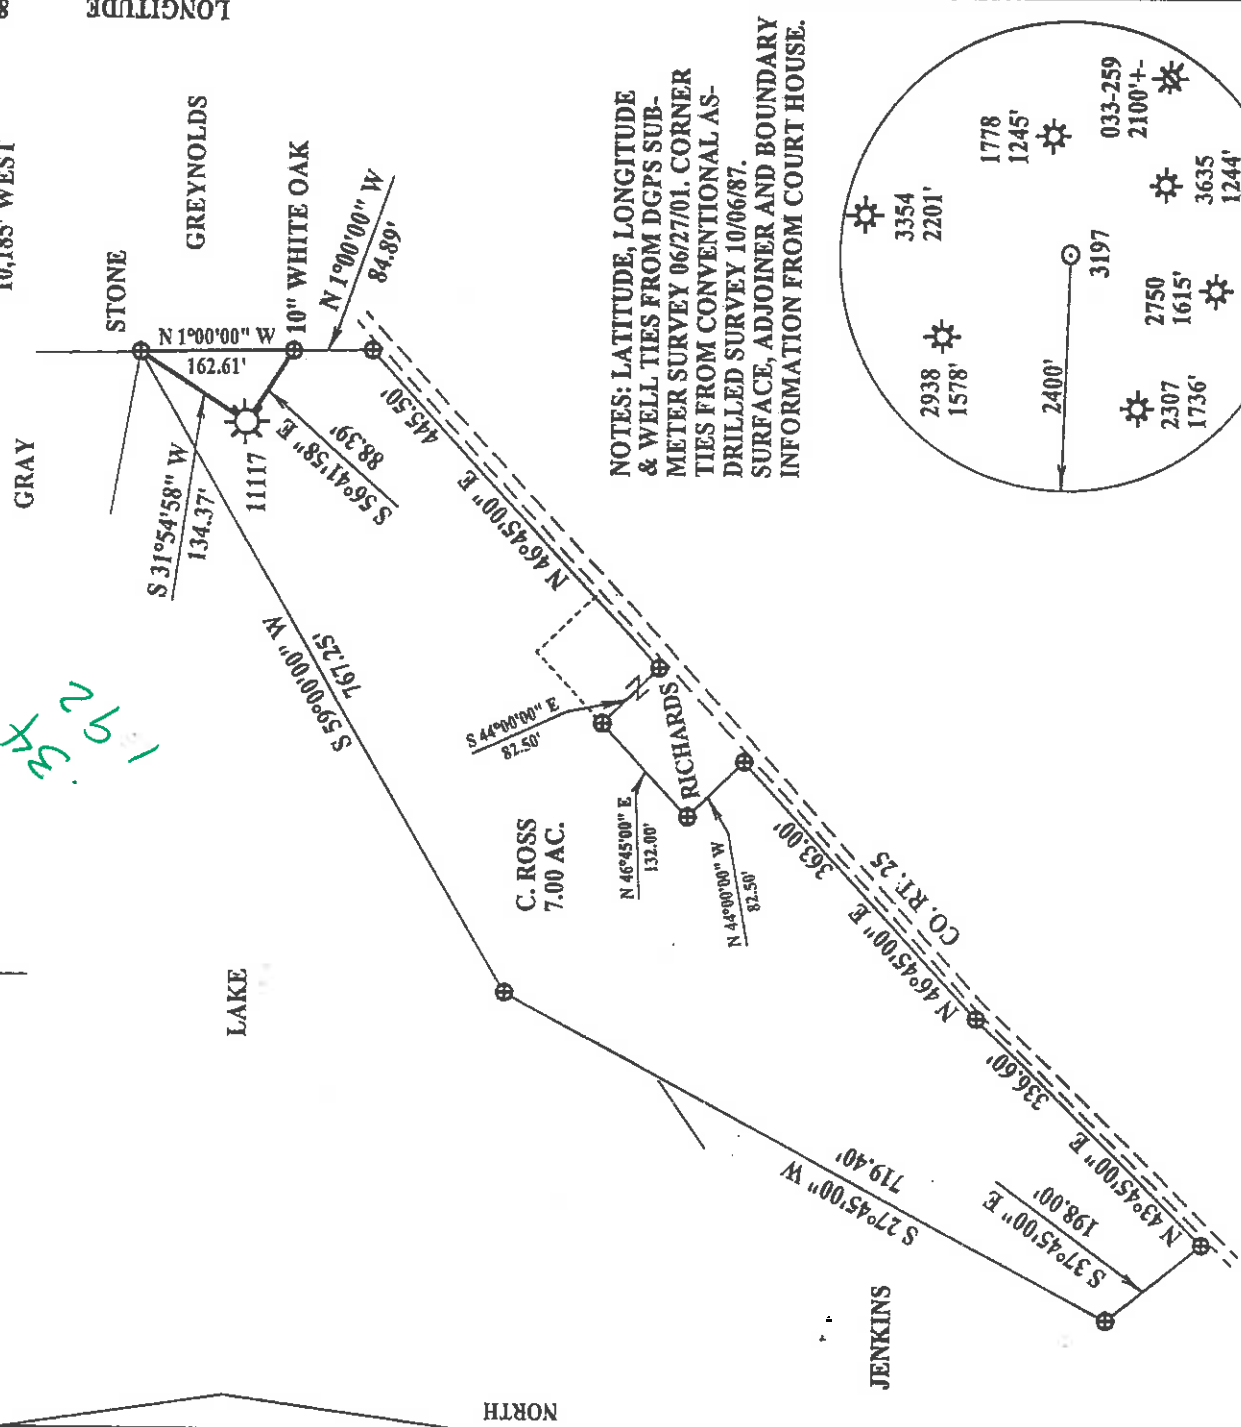 LONGITUDE
8
10,185' WEST
GRAY
STONE
GREYNOLDS
N 1°00'00" W
162.61'
10" WHITE OAK
N 1°00'00" W
84.89'
S 31°54'58" W
134.37'
11117
S 56°41'58" E
88.39'
445.50'
N 46°45'00" E
S 59°00'00" W
767.25'
.34
192
NOTES: LATITUDE, LONGITUDE
& WELL TIES FROM DGPS SUB-
METER SURVEY 06/27/01. CORNER
TIES FROM CONVENTIONAL AS-
DRILLED SURVEY 10/06/87.
SURFACE, ADJOINER AND BOUNDARY
INFORMATION FROM COURT HOUSE.
3354
2201'
1778
1245'
033-259
2100'+-
3635
1244'
3197
2750
1615'
2938
1578'
2307
1736'
2400'
S 44°00'00" E
82.50'
RICHARDS
C. ROSS
7.00 AC.
N 46°45'00" E
132.00'
N 44°00'00" W
82.50'
363.00'
N 46°45'00" E
CO. RT. 25
LAKE
336.60'
N 43°45'00" E
719.40'
S 27°45'00" W
198.00'
S 37°45'00" E
JENKINS
NORTH